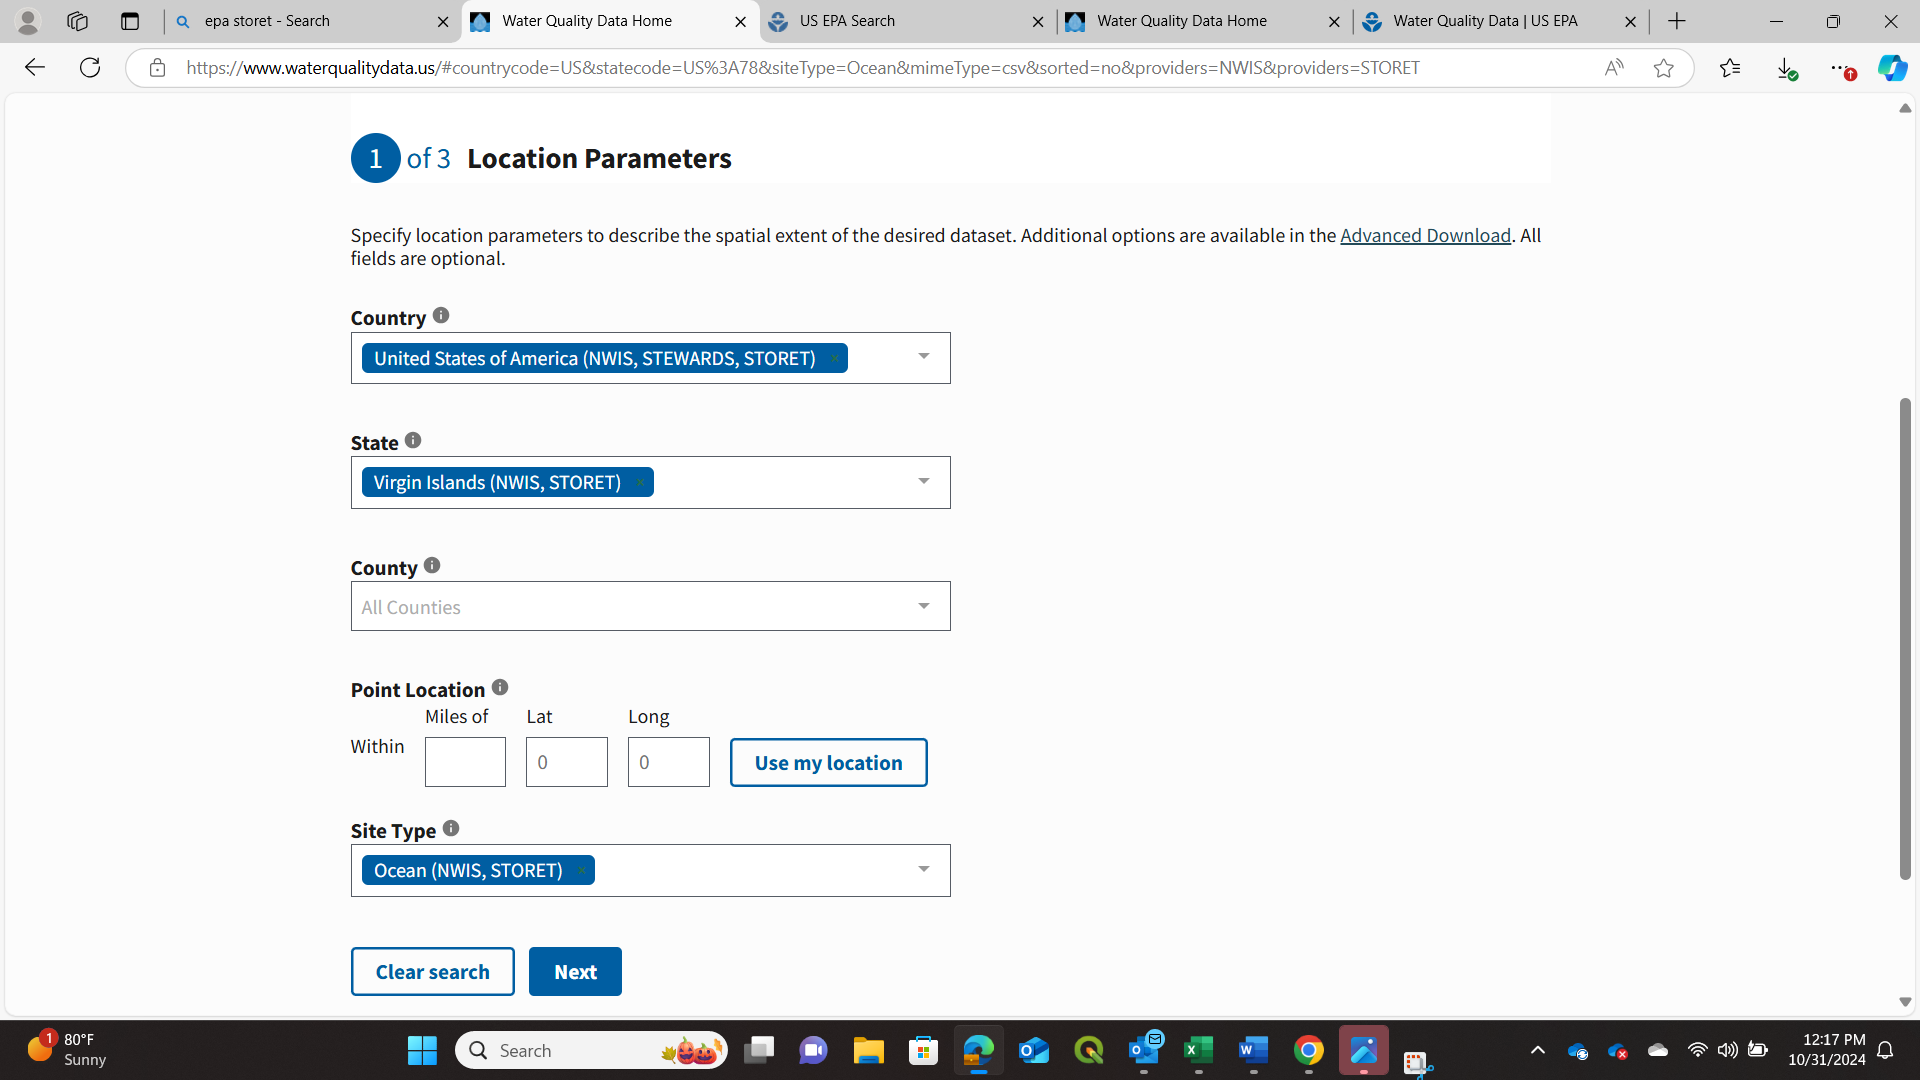 epa storet - Search
Water Quality Data Home
US EPA Search
Water Quality Data Home
Water Quality Data | US EPA
https://www.waterqualitydata.us/#countrycode=US&statecode=US%3A78&siteType=Ocean&mimeType=csv&sorted=no&providers=NWIS&providers=STORET
1 of 3 Location Parameters
Specify location parameters to describe the spatial extent of the desired dataset. Additional options are available in the Advanced Download. All
fields are optional.
Country
United States of America (NWIS, STEWARDS, STORET) ×
State
Virgin Islands (NWIS, STORET) ×
County
All Counties
Point Location
Miles of Lat Long
Within 0 0 Use my location
Site Type
Ocean (NWIS, STORET) ×
Clear search Next
1 80°F
Sunny
Search
12:17 PM
10/31/2024